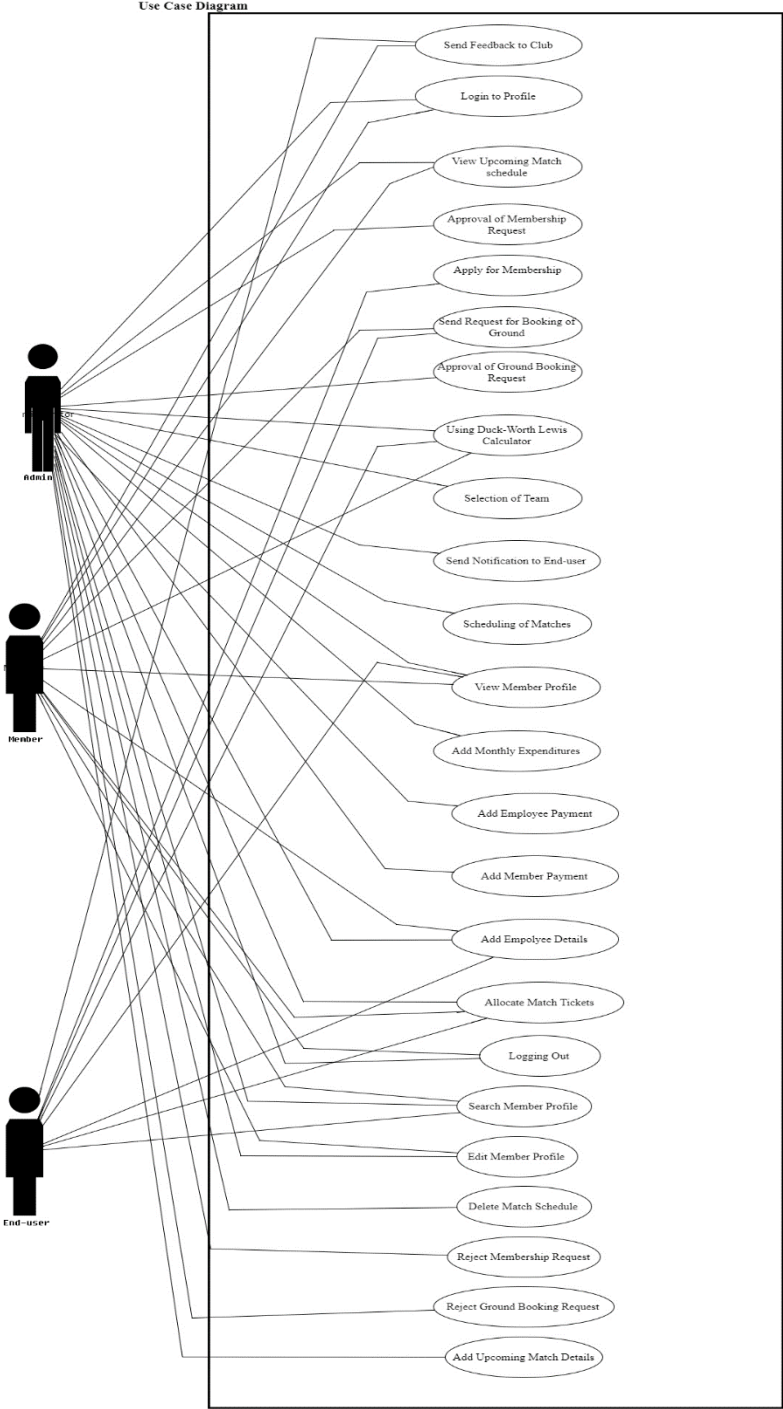 Use Case Diagram
Send Feedback to Club
Login to Profile
View Upcoming Match
schedule
Approval of Membership
Request
Apply for Membership
Send Request for Booking of
Ground
Approval of Ground Booking
Request
Using Duck-Worth Lewis
Calculator
Admin
Selection of Team
Send Notification to End-user
Scheduling of Matches
View Member Profile
Member
Add Monthly Expenditures
Add Employee Payment
Add Member Payment
Add Empolyee Details
Allocate Match Tickets
Logging Out
Search Member Profile
Edit Member Profile
Delete Match Schedule
End-user
Reject Membership Request
Reject Ground Booking Request
Add Upcoming Match Details